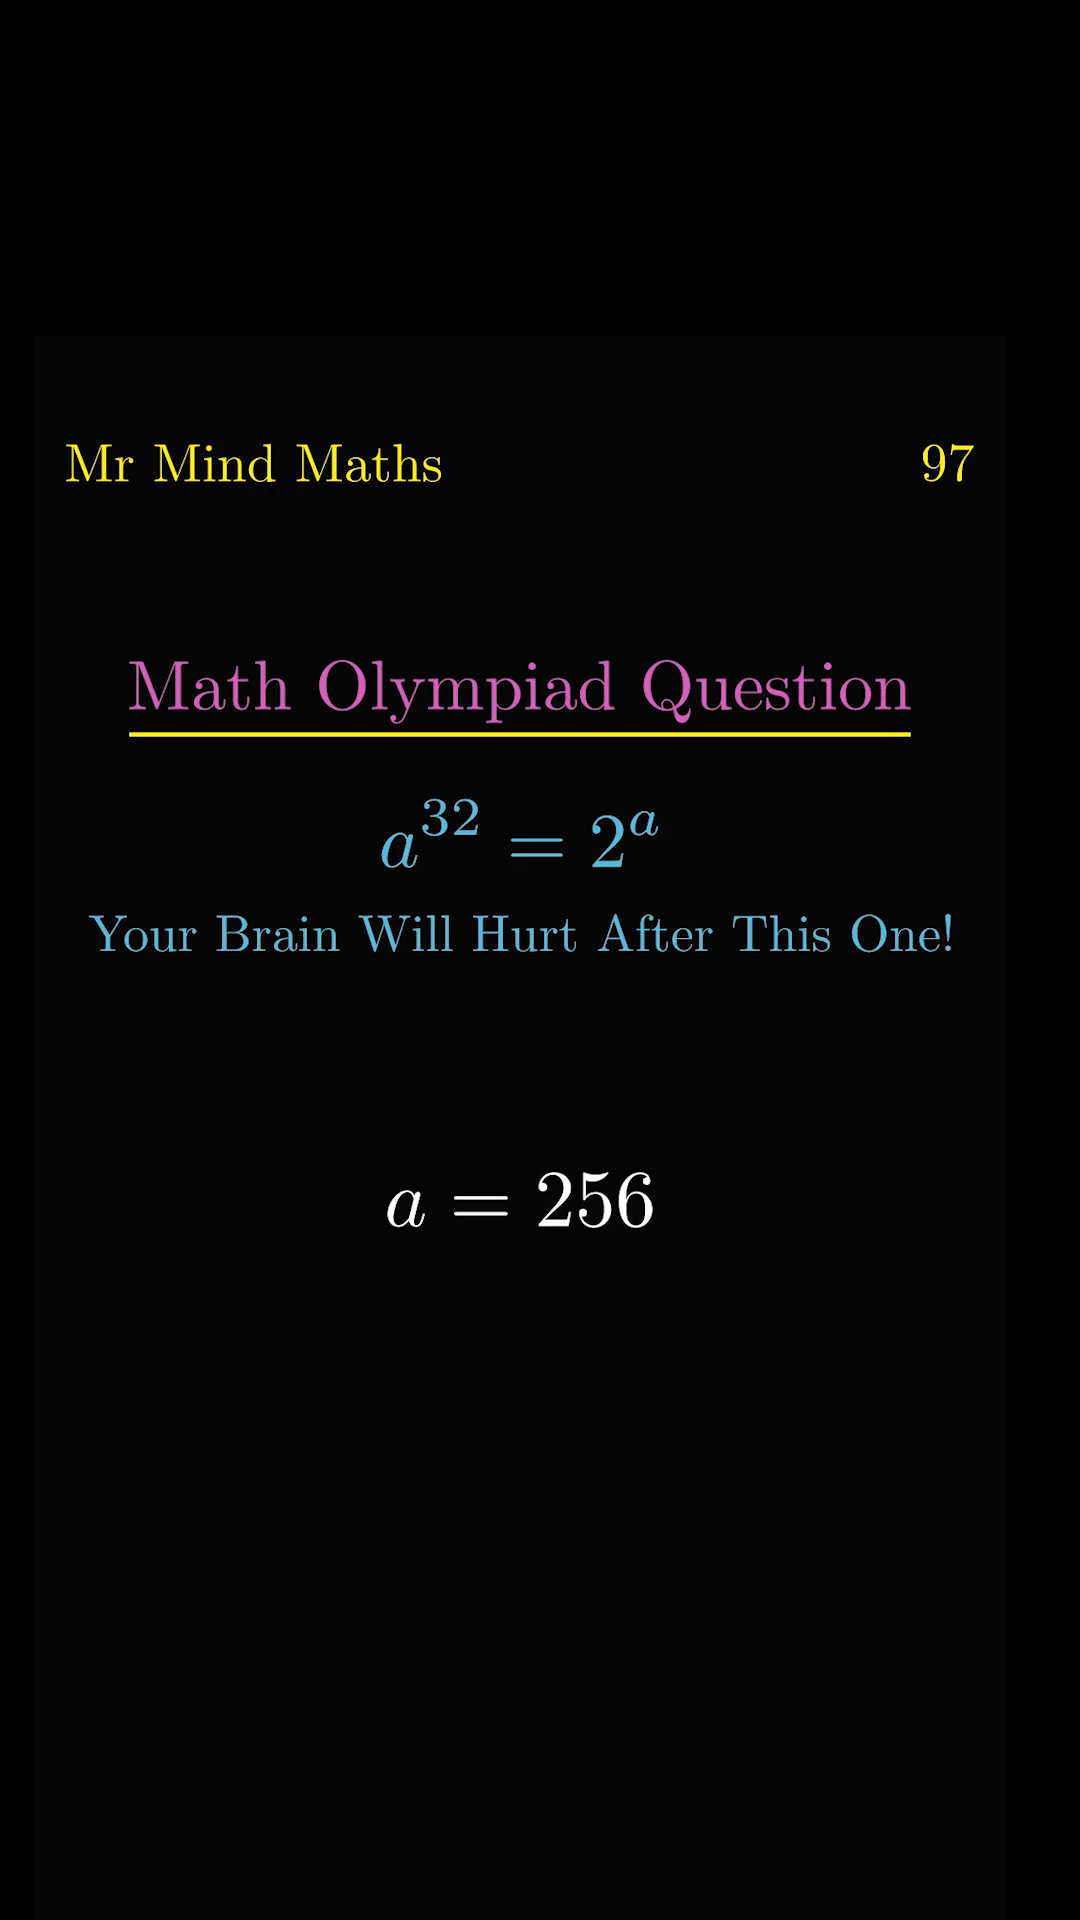 Mr Mind Maths 97
Math Olympiad Question
a^{32} = 2^a
Your Brain Will Hurt After This One!
a = 256